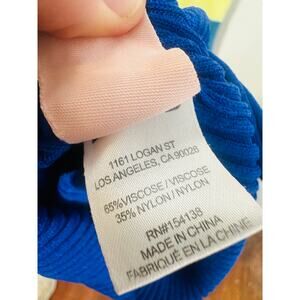 1161 LOGAN ST
LOS ANGELES, CA 90026
65%VISCOSE / VISCOSE
35% NYLON / NYLON
RN#154138
MADE IN CHINA
FABRIQUÉ EN LA CHINE